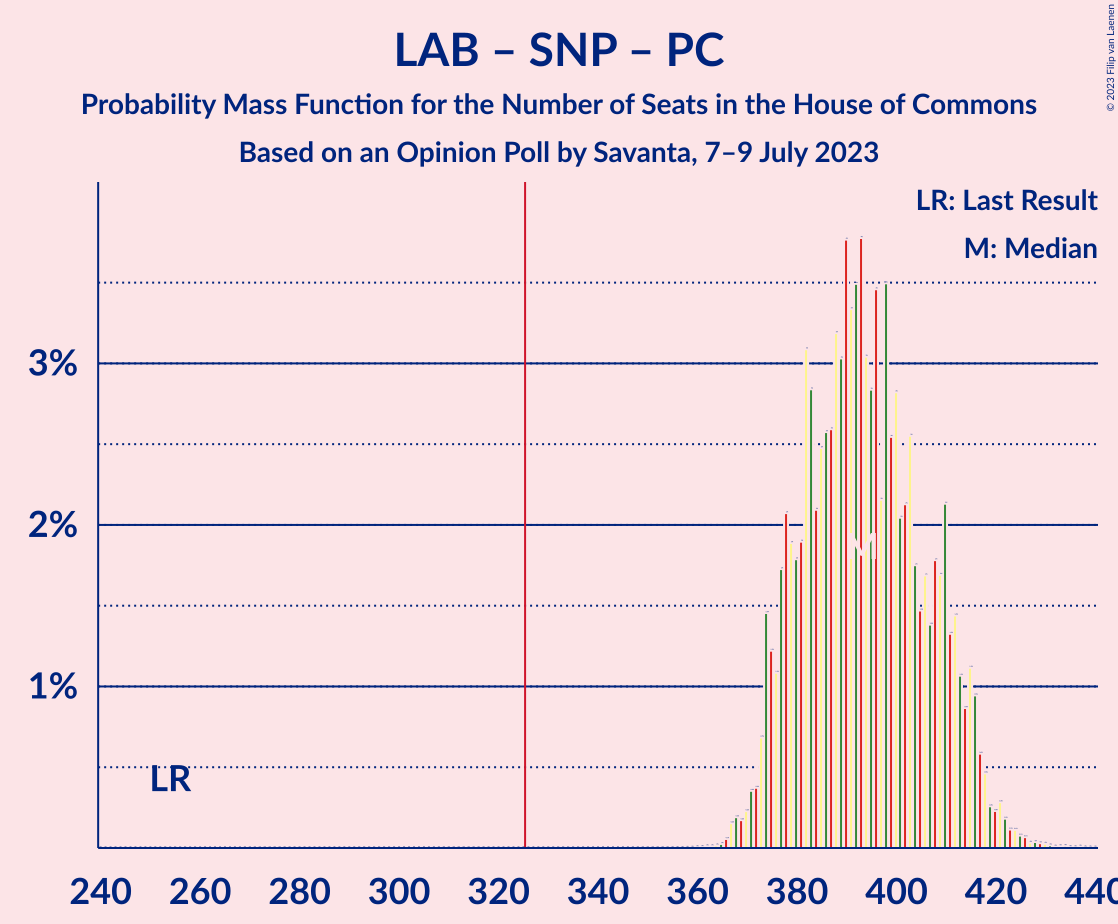 LAB – SNP – PC
Probability Mass Function for the Number of Seats in the House of Commons
Based on an Opinion Poll by Savanta, 7–9 July 2023
© 2023 Filip van Laenen
LR: Last Result
M: Median
3%
2%
1%
LR
M
240 260 280 300 320 340 360 380 400 420 440